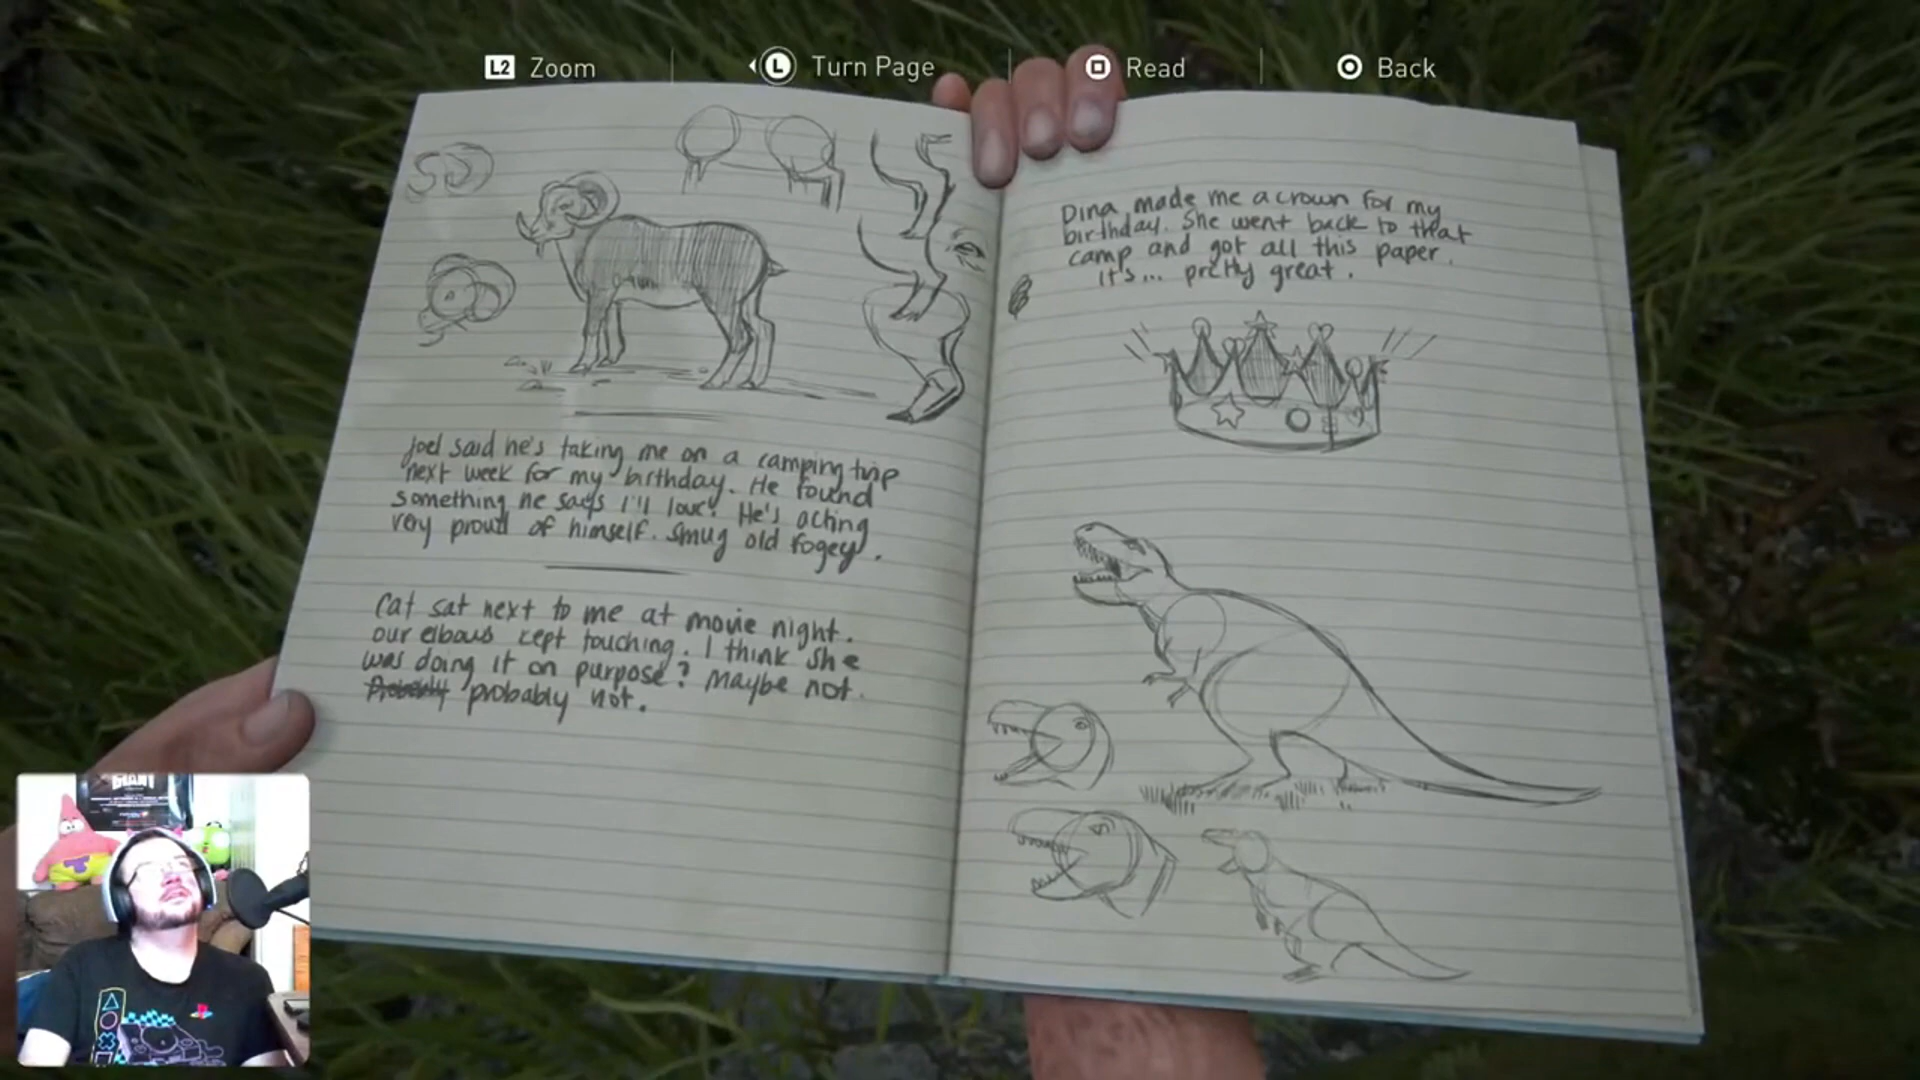 L2 Zoom
L Turn Page
Read
Back
Joel said he's taking me on a camping trip
next week for my birthday. He found
something he says I'll love. He's acting
very proud of himself. Smug old fogey.
Cat sat next to me at movie night.
our elbows kept touching. I think she
was doing it on purpose? Maybe not.
probably not.
Dina made me a crown for my
birthday. She went back to that
camp and got all this paper.
It's... pretty great.
GIANT